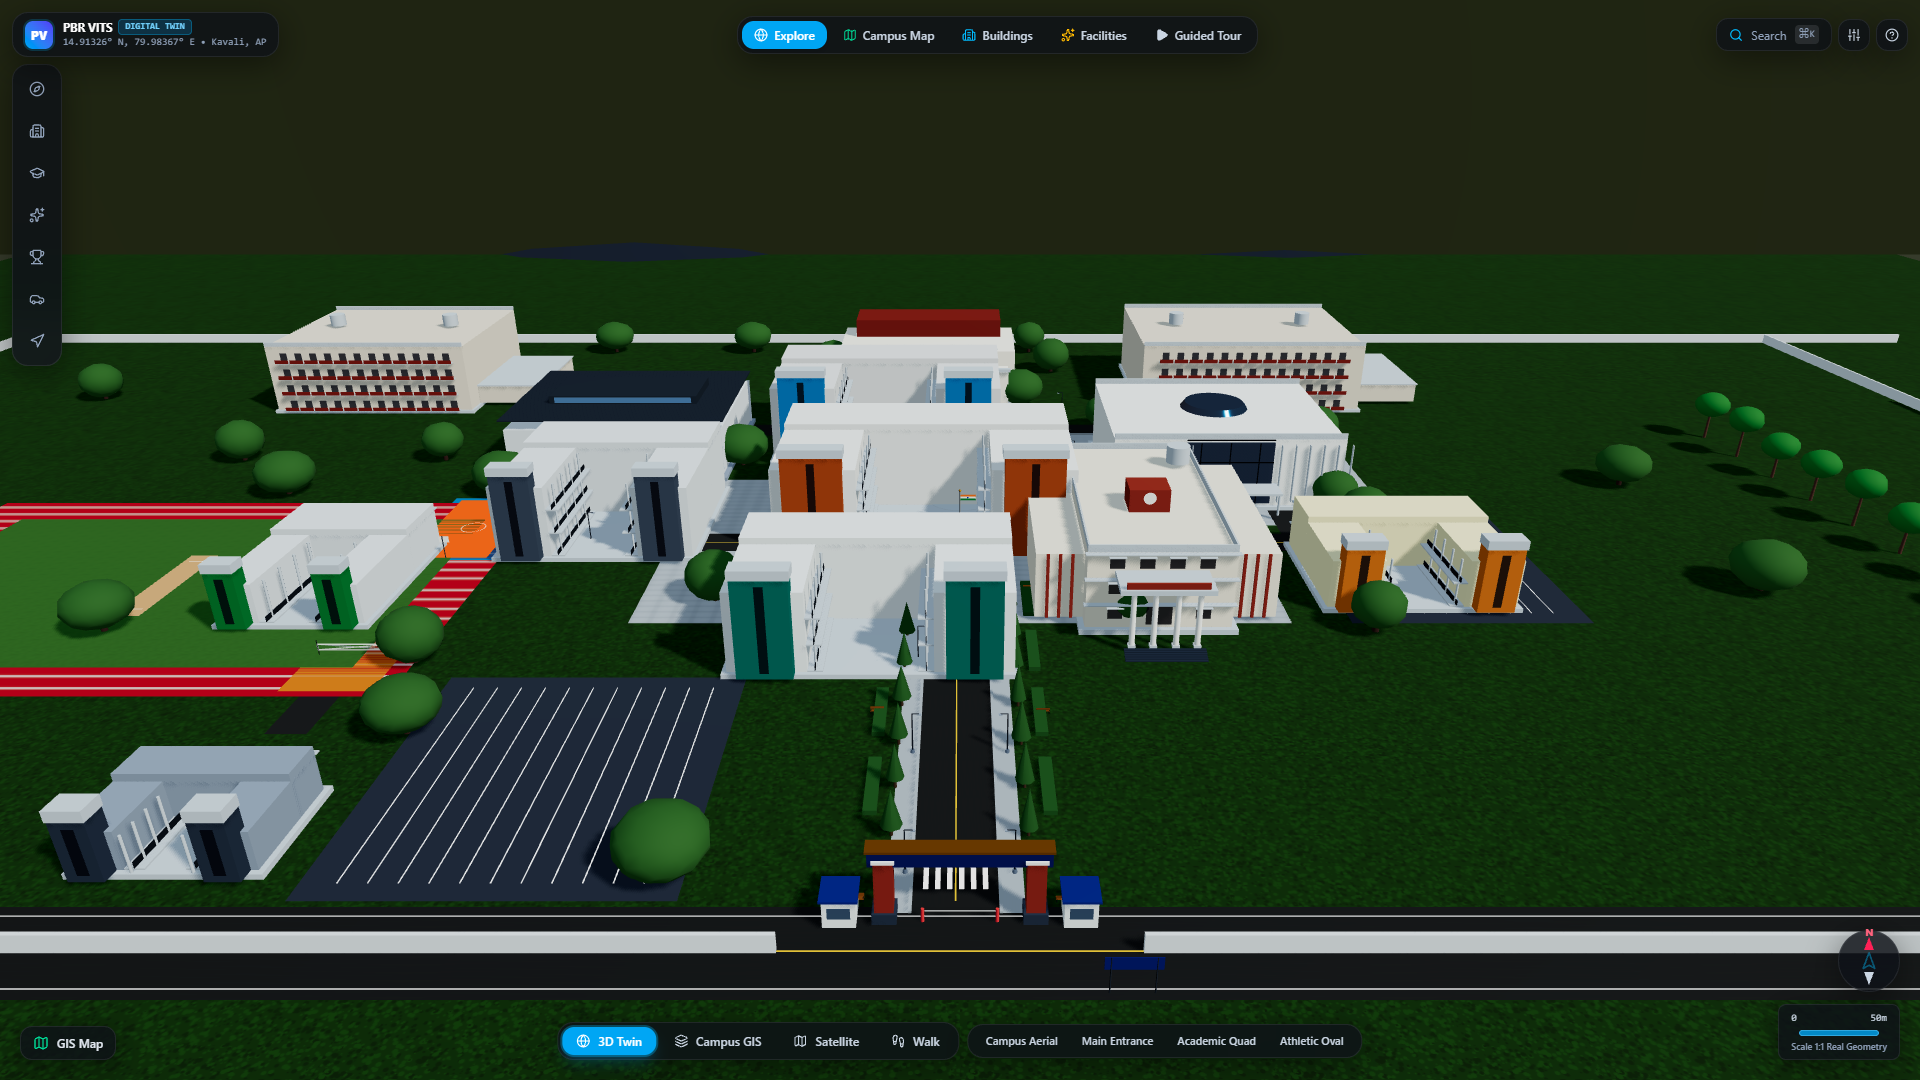 PV
PBR VITS DIGITAL TWIN
14.91326° N, 79.98367° E • Kavali, AP
Explore
Campus Map
Buildings
Facilities
Guided Tour
Search ⌘K
N
0 50m
Scale 1:1 Real Geometry
GIS Map
3D Twin
Campus GIS
Satellite
Walk
Campus Aerial
Main Entrance
Academic Quad
Athletic Oval